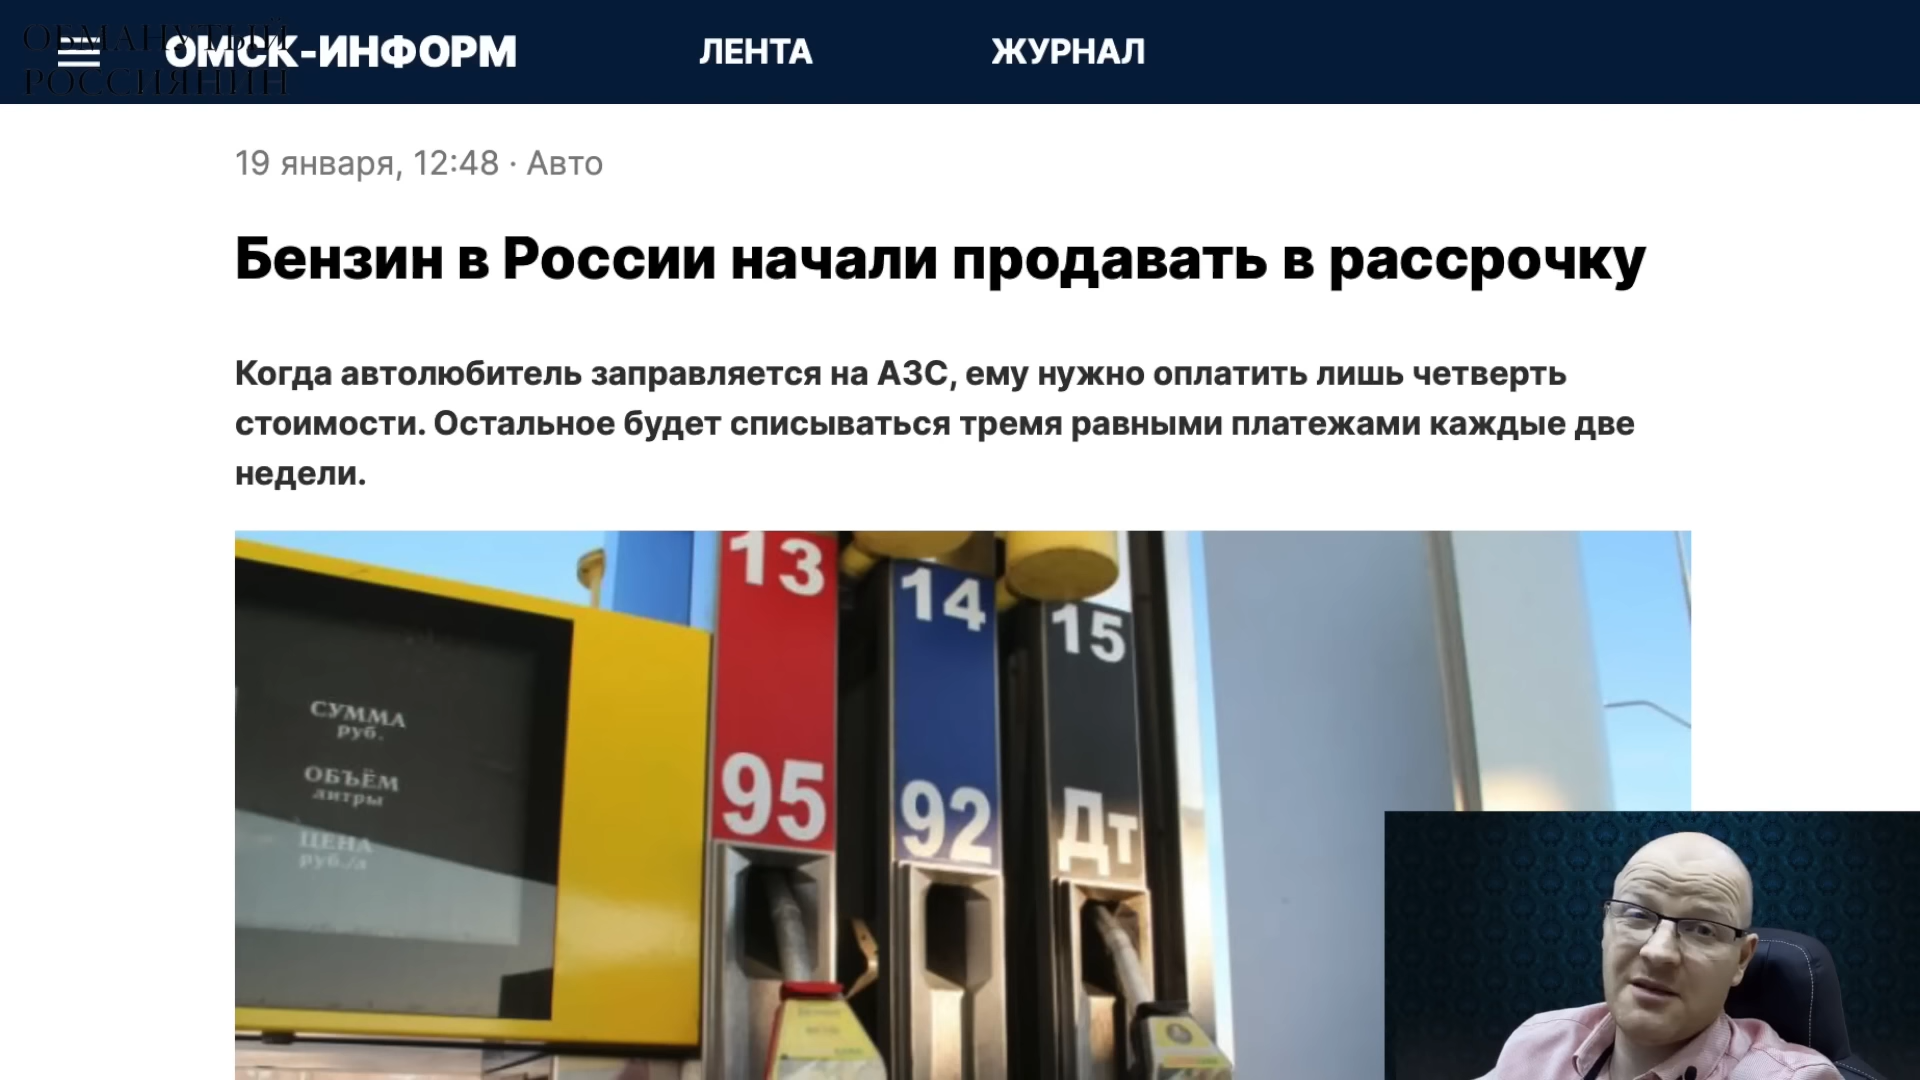 ОБМАНУТЫЙ
РОССИЯНИН
ОМСК-ИНФОРМ
ЛЕНТА
ЖУРНАЛ
19 января, 12:48 · Авто
Бензин в России начали продавать в рассрочку
Когда автолюбитель заправляется на АЗС, ему нужно оплатить лишь четверть
стоимости. Остальное будет списываться тремя равными платежами каждые две
недели.
13
14
15
СУММА
руб.
ОБЪЁМ
литры
ЦЕНА
руб./л
95
92
Дт